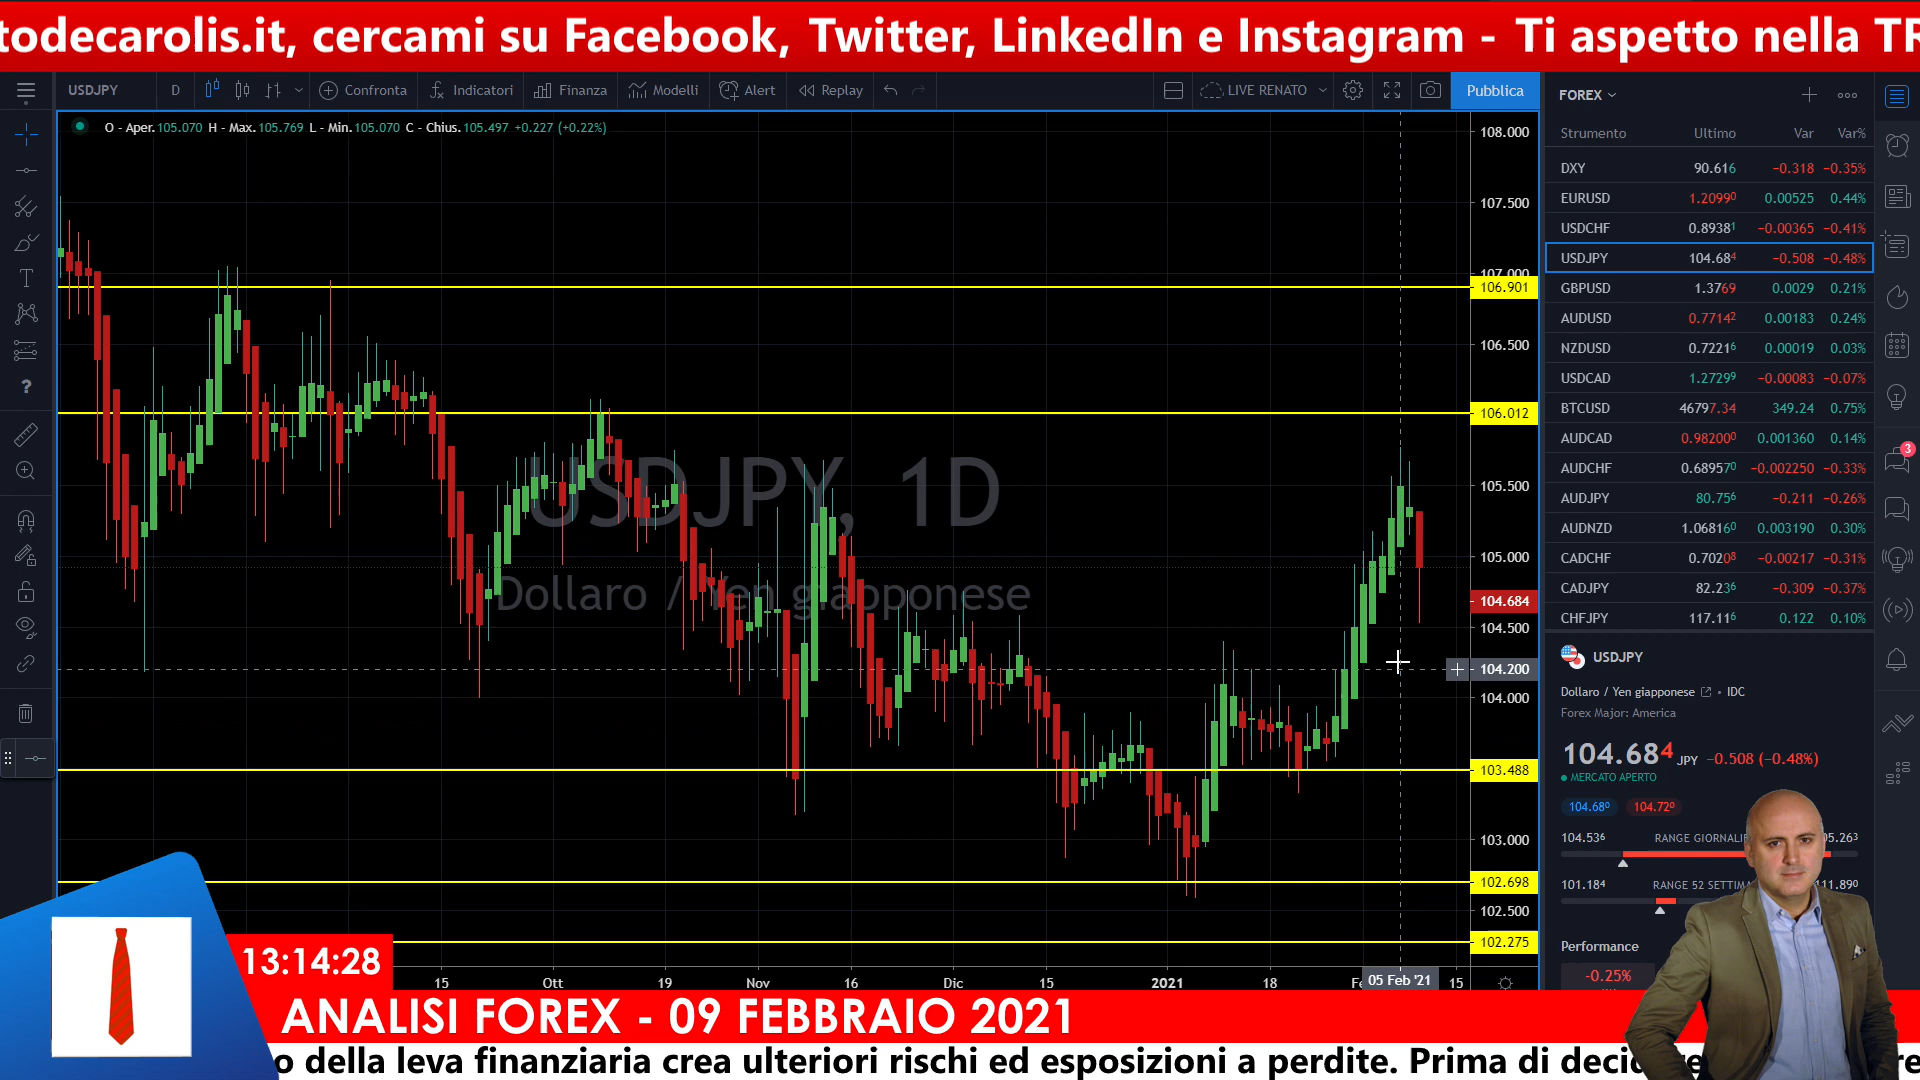 todecarolis.it, cercami su Facebook, Twitter, LinkedIn e Instagram - Ti aspetto nella TR
USDJPY D Confronta Indicatori Finanza Modelli Alert Replay LIVE RENATO Pubblica
O - Aper. 105.070 H - Max. 105.769 L - Min. 105.070 C - Chius. 105.497 +0.227 (+0.22%)
USDJPY, 1D
Dollaro / Yen giapponese
108.000
107.500
107.000
106.901
106.500
106.012
105.500
105.000
104.684
104.500
104.200
104.000
103.488
103.000
102.698
102.500
102.275
15 Ott 19 Nov 16 Dic 15 2021 18 05 Feb '21 15
FOREX
Strumento Ultimo Var Var%
DXY 90.616 −0.318 −0.35%
EURUSD 1.20990 0.00525 0.44%
USDCHF 0.89381 −0.00365 −0.41%
USDJPY 104.684 −0.508 −0.48%
GBPUSD 1.3769 0.0029 0.21%
AUDUSD 0.77142 0.00183 0.24%
NZDUSD 0.72216 0.00019 0.03%
USDCAD 1.27299 −0.00083 −0.07%
BTCUSD 46797.34 349.24 0.75%
AUDCAD 0.982000 0.001360 0.14%
AUDCHF 0.689570 −0.002250 −0.33%
AUDJPY 80.756 −0.211 −0.26%
AUDNZD 1.068160 0.003190 0.30%
CADCHF 0.70208 −0.00217 −0.31%
CADJPY 82.236 −0.309 −0.37%
CHFJPY 117.116 0.122 0.10%
3
USDJPY
Dollaro / Yen giapponese • IDC
Forex Major: America
104.684 JPY −0.508 (−0.48%)
MERCATO APERTO
104.680 104.720
104.536 RANGE GIORNALIE 05.263
101.184 RANGE 52 SETTIMA 111.890
Performance
-0.25%
13:14:28
ANALISI FOREX - 09 FEBBRAIO 2021
o della leva finanziaria crea ulteriori rischi ed esposizioni a perdite. Prima di deci